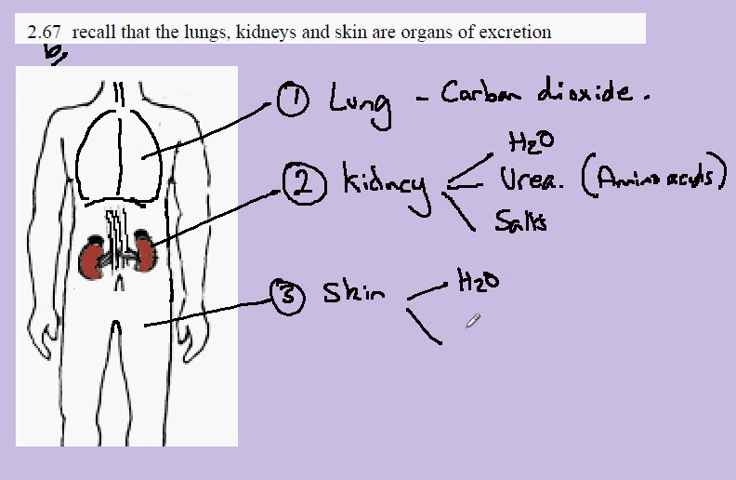 2.67 recall that the lungs, kidneys and skin are organs of excretion
b,
1 Lung - Carbon dioxide.
H2O
2 kidney Urea. (Amino acids)
Salts
3 Skin H2O